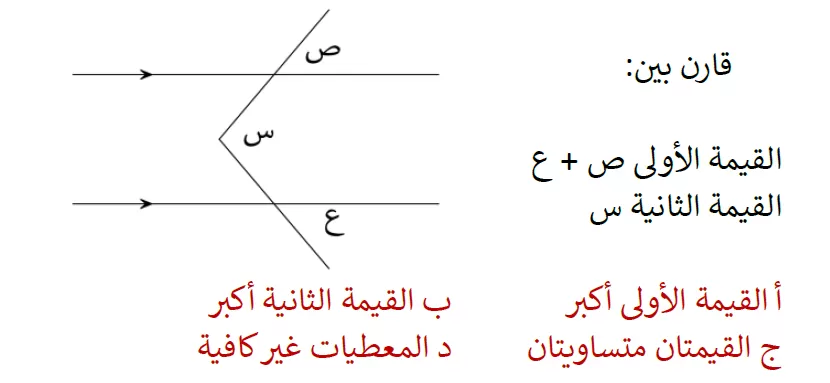 قارن بين:
ص
س
ع
القيمة الأولى ص + ع
القيمة الثانية س
أ القيمة الأولى أكبر
ب القيمة الثانية أكبر
ج القيمتان متساويتان
د المعطيات غير كافية